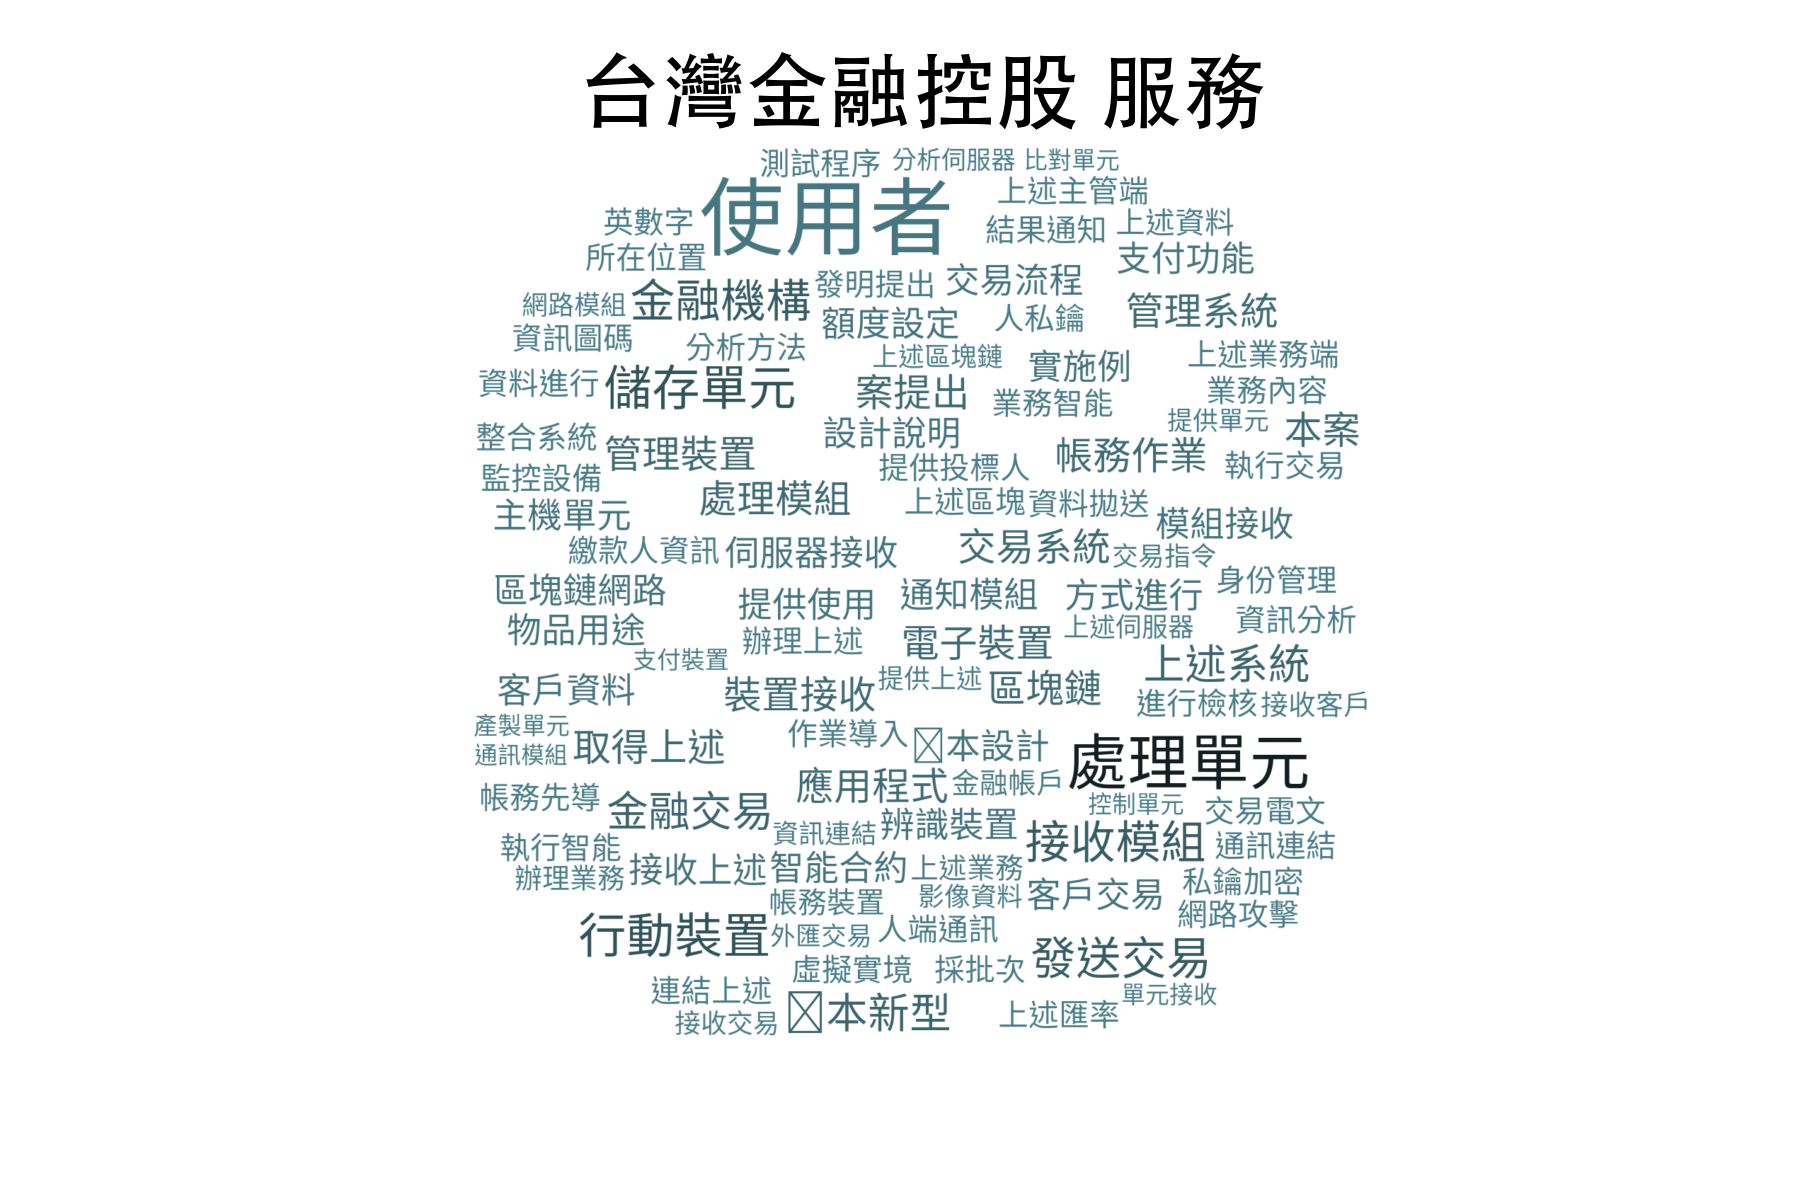 台灣金融控股 服務
測試程序 分析伺服器 比對單元
使用者 上述主管端
英數字 結果通知 上述資料
所在位置 支付功能
金融機構 發明提出 交易流程
網路模組 額度設定 人私鑰 管理系統
資訊圖碼 分析方法 上述區塊鏈 實施例 上述業務端
資料進行 儲存單元 案提出 業務智能 業務內容
提供單元 本案
整合系統 管理裝置 設計說明 帳務作業 執行交易
監控設備 提供投標人
主機單元 處理模組 上述區塊 資料拋送 模組接收
繳款人資訊 伺服器接收 交易系統 交易指令
區塊鏈網路 提供使用 通知模組 方式進行 身份管理
物品用途 辦理上述 電子裝置 上述伺服器 資訊分析
支付裝置 上述系統
客戶資料 裝置接收 提供上述 區塊鏈 進行檢核 接收客戶
產製單元 作業導入
通訊模組 取得上述 本設計 處理單元
帳務先導 應用程式 金融帳戶
金融交易 資訊連結 辨識裝置 控制單元 交易電文
執行智能 接收模組 通訊連結
辦理業務 接收上述 智能合約 上述業務 私鑰加密
帳務裝置 影像資料 客戶交易 網路攻擊
行動裝置 外匯交易 人端通訊 發送交易
虛擬實境 採批次
連結上述 單元接收
接收交易 本新型 上述匯率